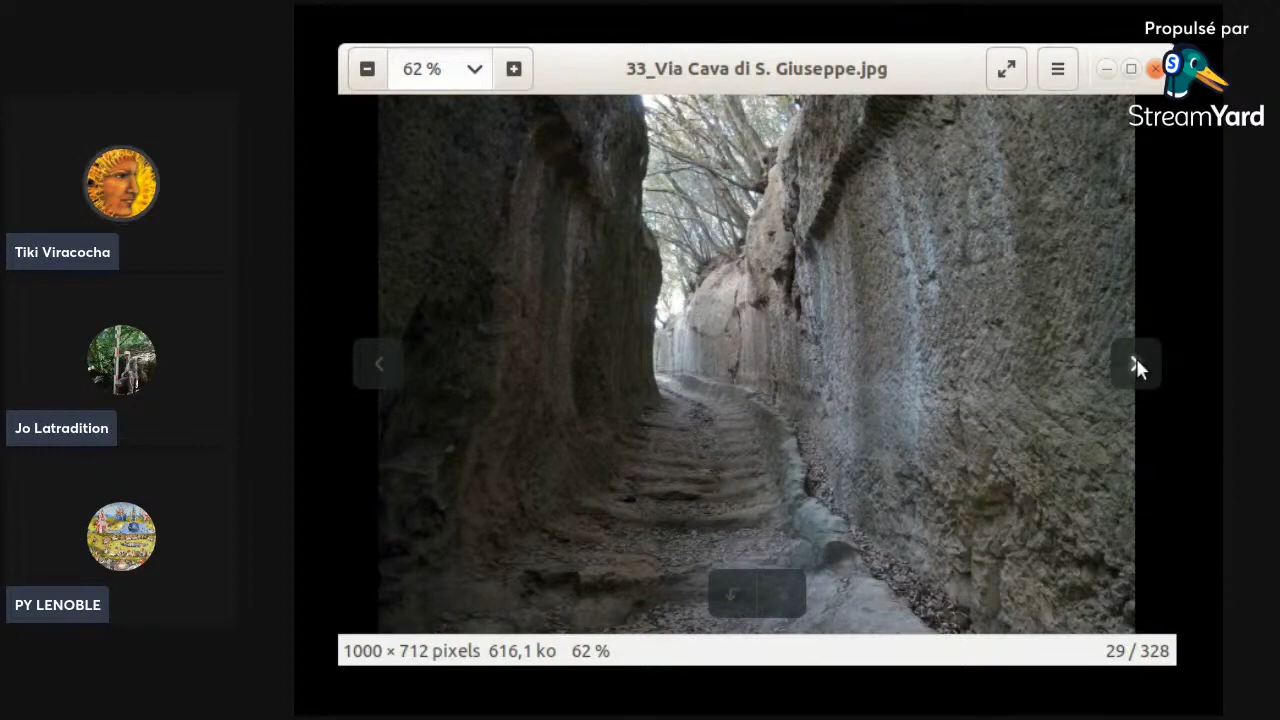 Propulsé par
StreamYard
62 %
33_Via Cava di S. Giuseppe.jpg
Tiki Viracocha
Jo Latradition
PY LENOBLE
1000 × 712 pixels 616,1 ko 62 %
29 / 328